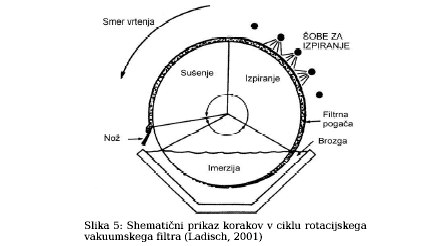 Smer vrtenja
ŠOBE ZA
IZPIRANJE
Sušenje
Izpiranje
Filtrna
pogača
Nož
Brozga
Imerzija
Slika 5: Shematični prikaz korakov v ciklu rotacijskega
vakuumskega filtra (Ladisch, 2001)